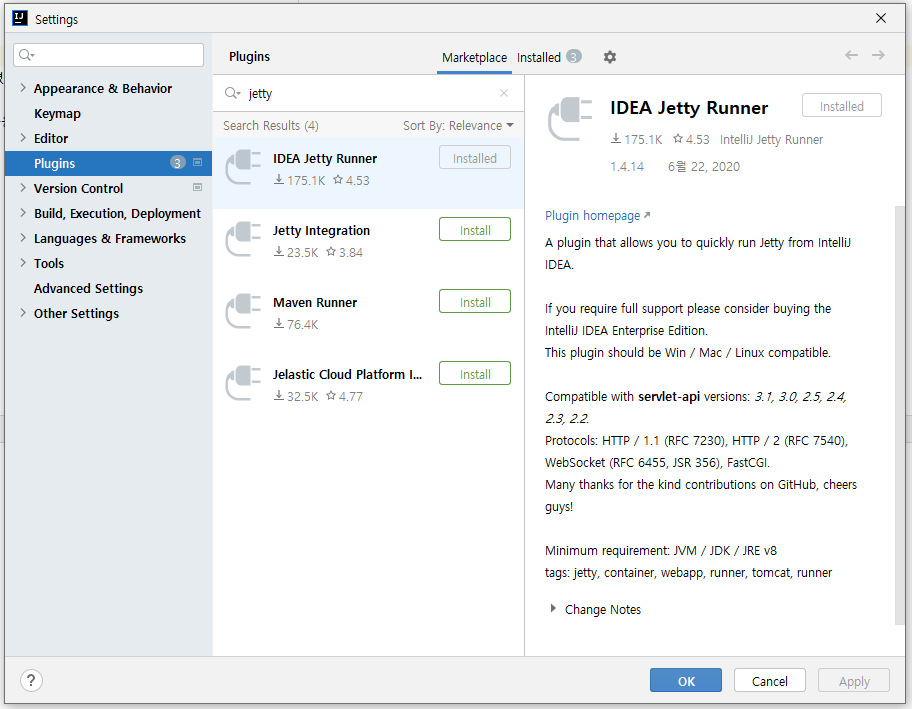 Settings
Appearance & Behavior
Keymap
Editor
Plugins 3
Version Control
Build, Execution, Deployment
Languages & Frameworks
Tools
Advanced Settings
Other Settings
Plugins
Marketplace Installed 3
jetty
Search Results (4) Sort By: Relevance
IDEA Jetty Runner Installed
175.1K 4.53
Jetty Integration Install
23.5K 3.84
Maven Runner Install
76.4K
Jelastic Cloud Platform I... Install
32.5K 4.77
IDEA Jetty Runner Installed
175.1K 4.53 IntelliJ Jetty Runner
1.4.14 6월 22, 2020
Plugin homepage
A plugin that allows you to quickly run Jetty from IntelliJ
IDEA.
If you require full support please consider buying the
IntelliJ IDEA Enterprise Edition.
This plugin should be Win / Mac / Linux compatible.
Compatible with servlet-api versions: 3.1, 3.0, 2.5, 2.4,
2.3, 2.2.
Protocols: HTTP / 1.1 (RFC 7230), HTTP / 2 (RFC 7540),
WebSocket (RFC 6455, JSR 356), FastCGI.
Many thanks for the kind contributions on GitHub, cheers
guys!
Minimum requirement: JVM / JDK / JRE v8
tags: jetty, container, webapp, runner, tomcat, runner
Change Notes
? OK Cancel Apply